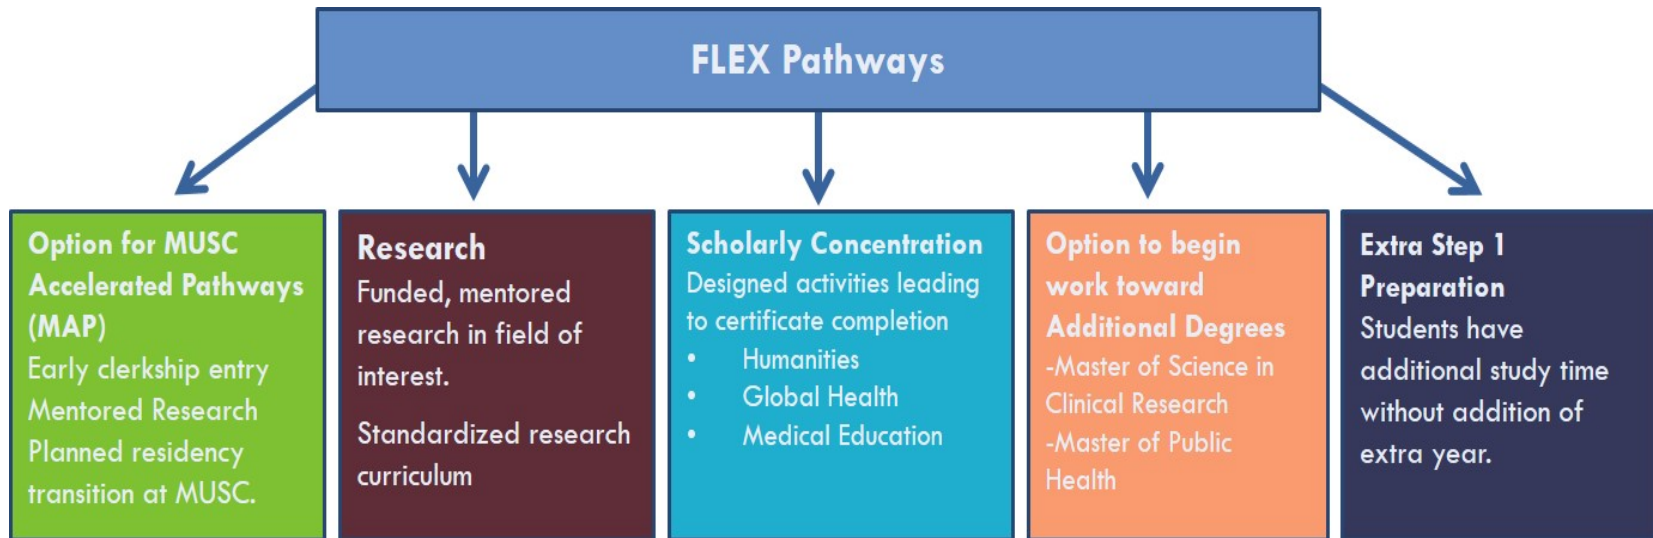 FLEX Pathways
Option for MUSC
Accelerated Pathways
(MAP)
Early clerkship entry
Mentored Research
Planned residency
transition at MUSC.
Research
Funded, mentored
research in field of
interest.
Standardized research
curriculum
Scholarly Concentration
Designed activities leading
to certificate completion
• Humanities
• Global Health
• Medical Education
Option to begin
work toward
Additional Degrees
-Master of Science in
Clinical Research
-Master of Public
Health
Extra Step 1
Preparation
Students have
additional study time
without addition of
extra year.